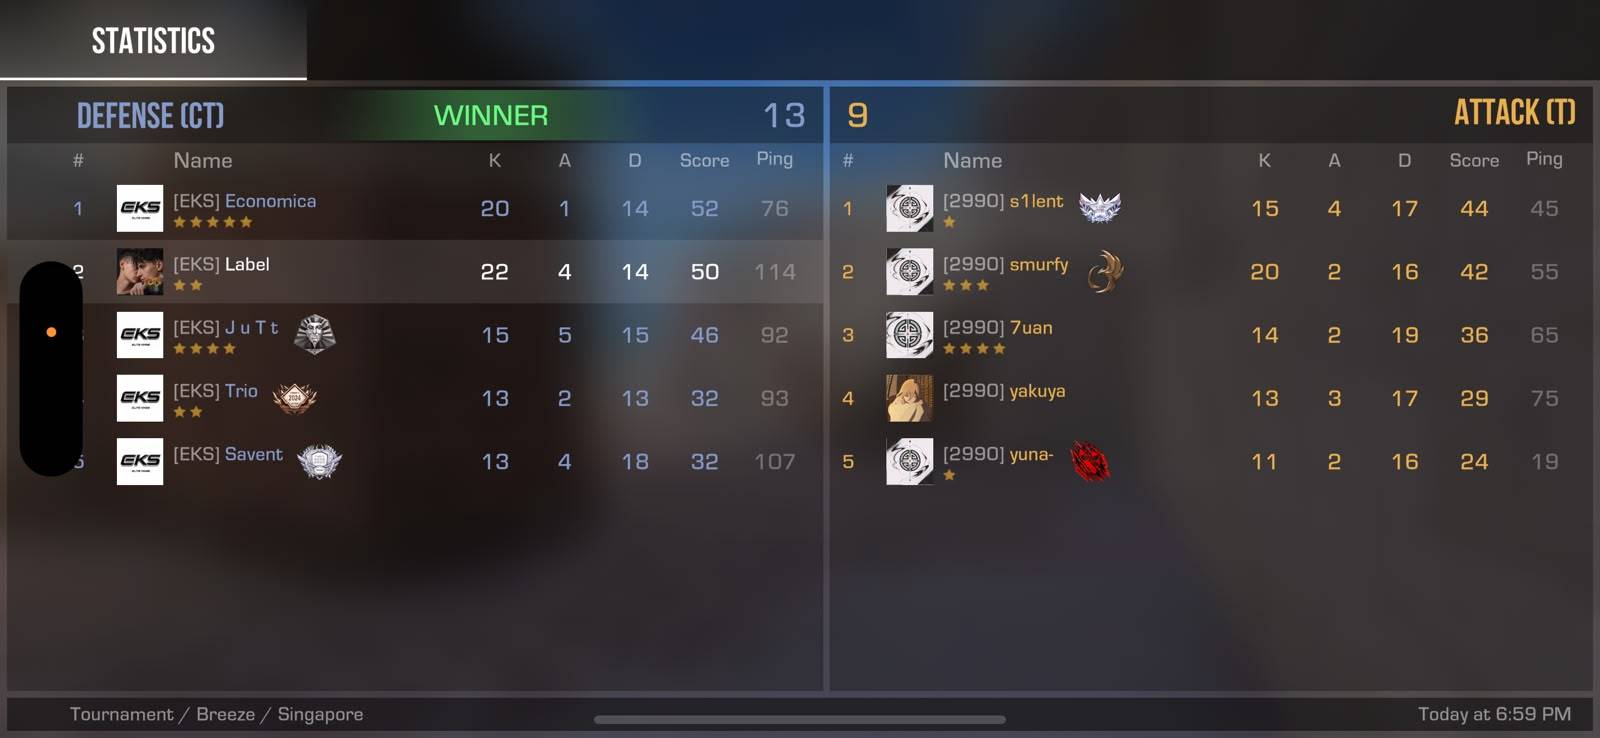 STATISTICS
DEFENSE (CT) WINNER 13
# Name K A D Score Ping
1 EKS [EKS] Economica 20 1 14 52 76
2 [EKS] Label 22 4 14 50 114
EKS [EKS] J u T t 15 5 15 46 92
EKS [EKS] Trio 2024 13 2 13 32 93
5 EKS [EKS] Savent 13 4 18 32 107
9 ATTACK (T)
# Name K A D Score Ping
1 [2990] s1lent 15 4 17 44 45
2 [2990] smurfy 20 2 16 42 55
3 [2990] 7uan 14 2 19 36 65
4 [2990] yakuya 13 3 17 29 75
5 [2990] yuna- 11 2 16 24 19
Tournament / Breeze / Singapore
Today at 6:59 PM